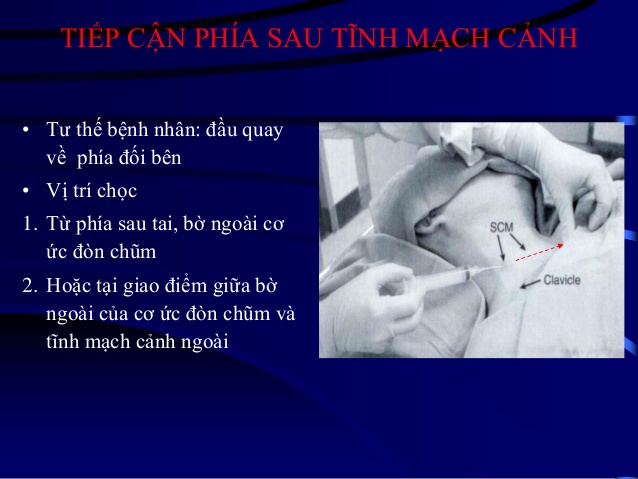 TIẾP CẬN PHÍA SAU TĨNH MẠCH CẢNH
• Tư thế bệnh nhân: đầu quay
về phía đối bên
• Vị trí chọc
1. Từ phía sau tai, bờ ngoài cơ
ức đòn chũm
2. Hoặc tại giao điểm giữa bờ
ngoài của cơ ức đòn chũm và
tĩnh mạch cảnh ngoài
SCM
Clavicle